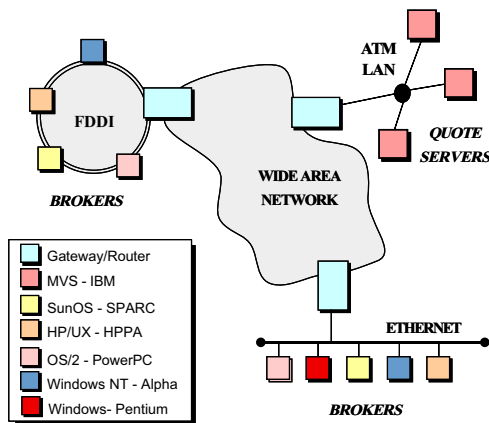 ATM
LAN
FDDI
QUOTE
SERVERS
WIDE AREA
NETWORK
BROKERS
Gateway/Router
MVS - IBM
SunOS - SPARC
HP/UX - HPPA
OS/2 - PowerPC
Windows NT - Alpha
Windows- Pentium
ETHERNET
BROKERS